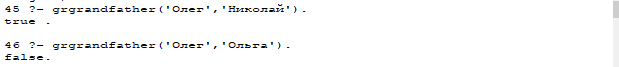 45 ?- grgrandfather('Олег','Николай').
true .
46 ?- grgrandfather('Олег','Ольга').
false.